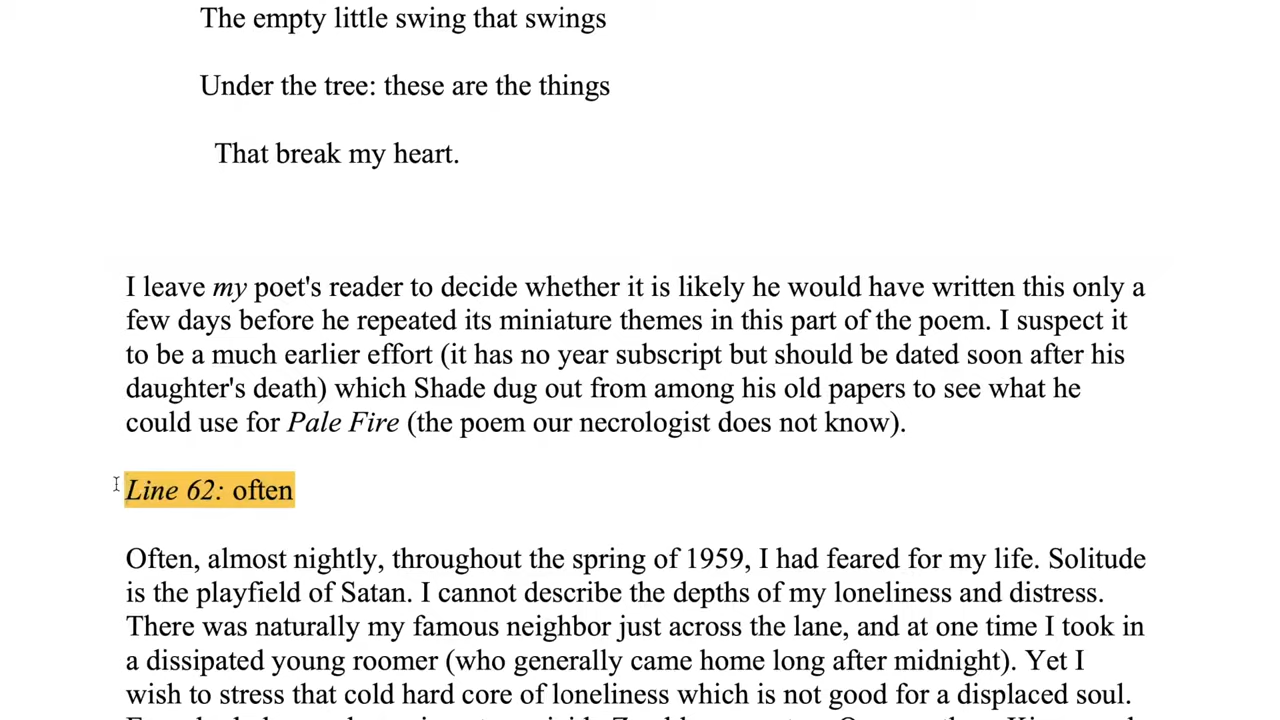 The empty little swing that swings
Under the tree: these are the things
That break my heart.
I leave my poet's reader to decide whether it is likely he would have written this only a
few days before he repeated its miniature themes in this part of the poem. I suspect it
to be a much earlier effort (it has no year subscript but should be dated soon after his
daughter's death) which Shade dug out from among his old papers to see what he
could use for Pale Fire (the poem our necrologist does not know).
Line 62: often
Often, almost nightly, throughout the spring of 1959, I had feared for my life. Solitude
is the playfield of Satan. I cannot describe the depths of my loneliness and distress.
There was naturally my famous neighbor just across the lane, and at one time I took in
a dissipated young roomer (who generally came home long after midnight). Yet I
wish to stress that cold hard core of loneliness which is not good for a displaced soul.